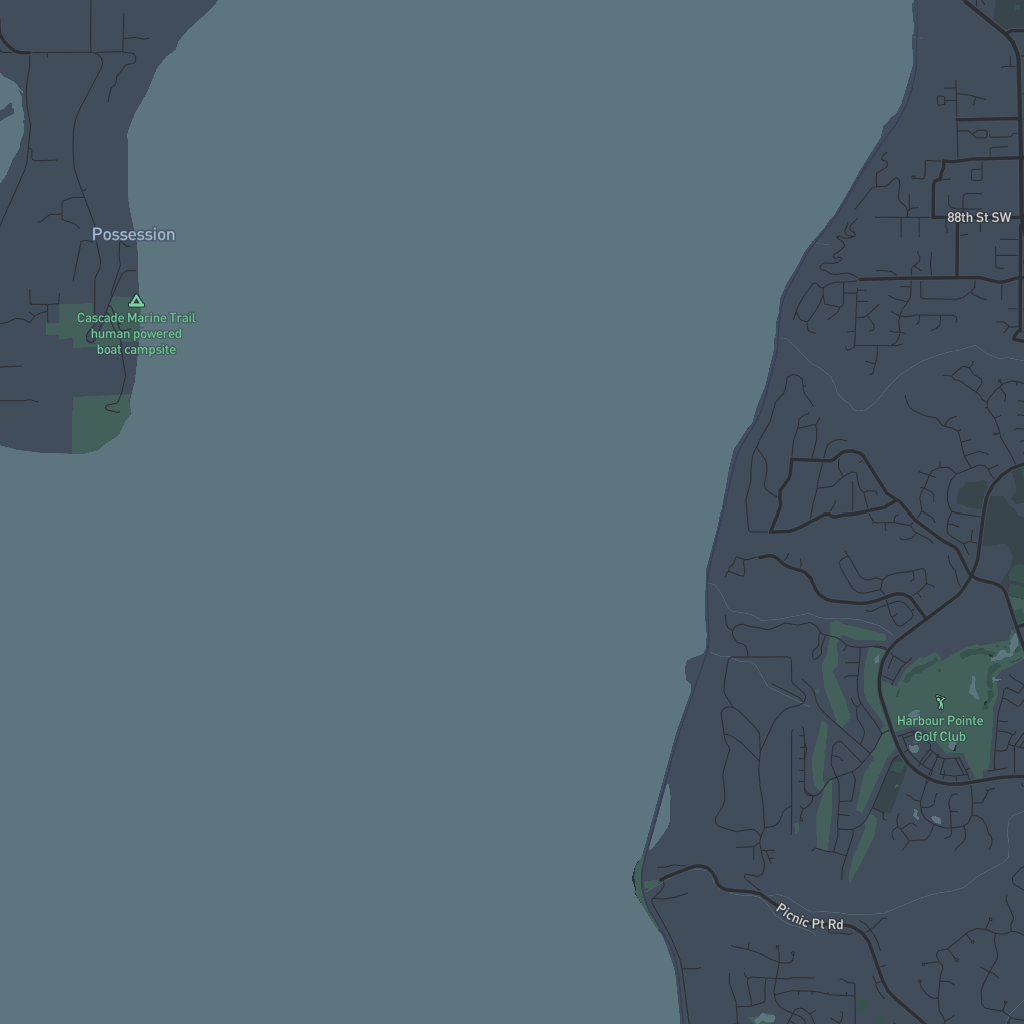 88th St SW
Possession
Cascade Marine Trail
human powered
boat campsite
Harbour Pointe
Golf Club
Picnic Pt Rd